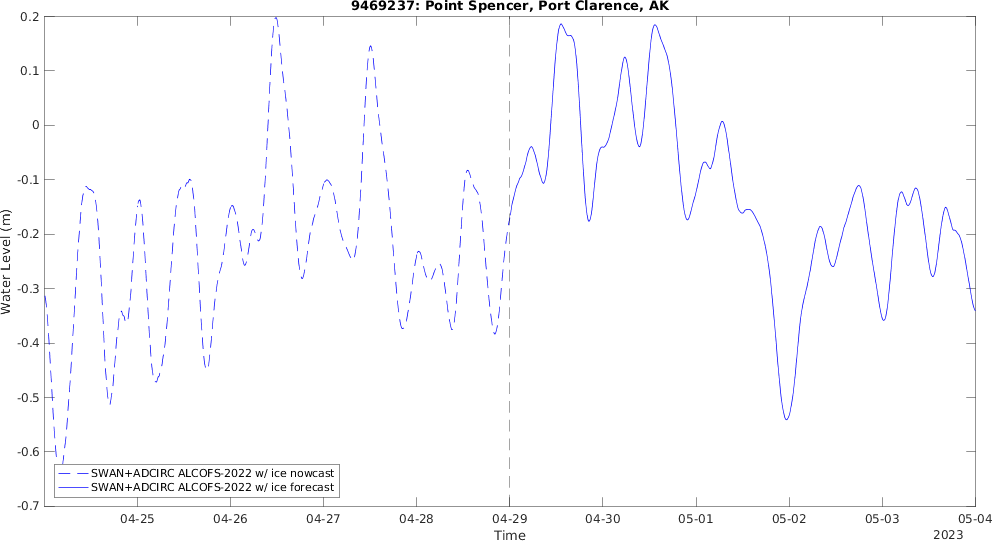 9469237: Point Spencer, Port Clarence, AK
0.2
0.1
0
-0.1
-0.2
-0.3
-0.4
-0.5
-0.6
-0.7
Water Level (m)
SWAN+ADCIRC ALCOFS-2022 w/ ice nowcast
SWAN+ADCIRC ALCOFS-2022 w/ ice forecast
04-25 04-26 04-27 04-28 04-29 04-30 05-01 05-02 05-03 05-04
Time
2023